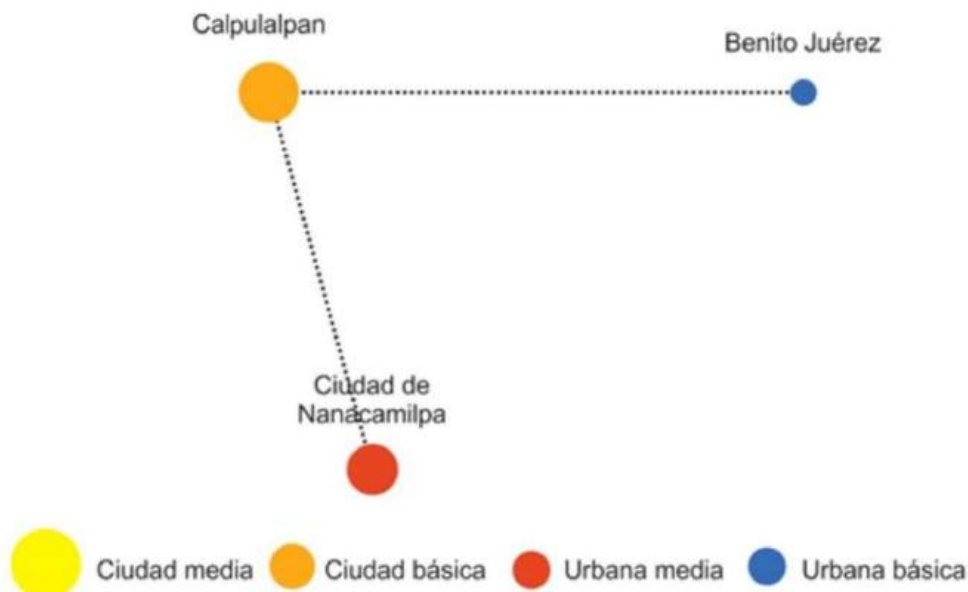 Calpulalpan
Benito Juérez
Ciudad de
Nanacamilpa
Ciudad media
Ciudad básica
Urbana media
Urbana básica